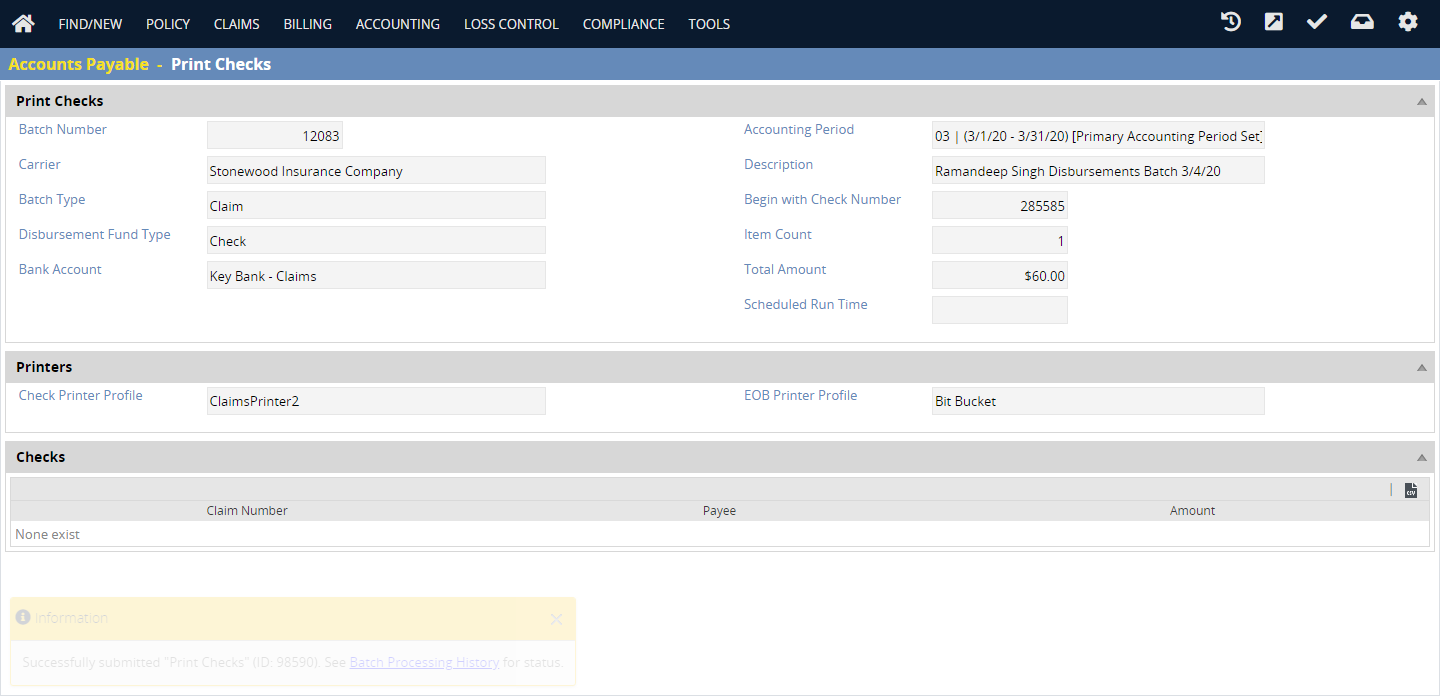 FIND/NEW POLICY CLAIMS BILLING ACCOUNTING LOSS CONTROL COMPLIANCE TOOLS
Accounts Payable - Print Checks
Print Checks
Batch Number 12083
Accounting Period 03 | (3/1/20 - 3/31/20) [Primary Accounting Period Set]
Carrier Stonewood Insurance Company
Description Ramandeep Singh Disbursements Batch 3/4/20
Batch Type Claim
Begin with Check Number 285585
Disbursement Fund Type Check
Item Count 1
Bank Account Key Bank - Claims
Total Amount $60.00
Scheduled Run Time
Printers
Check Printer Profile ClaimsPrinter2
EOB Printer Profile Bit Bucket
Checks
CSV
Claim Number Payee Amount
None exist
Information
Successfully submitted "Print Checks" (ID: 98590). See Batch Processing History for status.